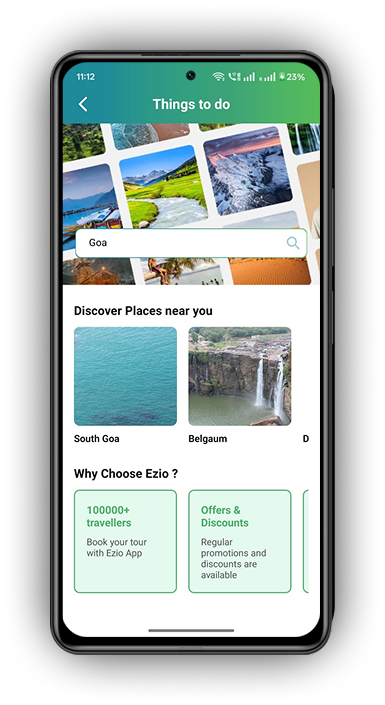 11:12
23%
Things to do
Goa
Discover Places near you
South Goa
Belgaum
D
Why Choose Ezio ?
100000+
travellers
Book your tour
with Ezio App
Offers &
Discounts
Regular
promotions and
discounts are
available